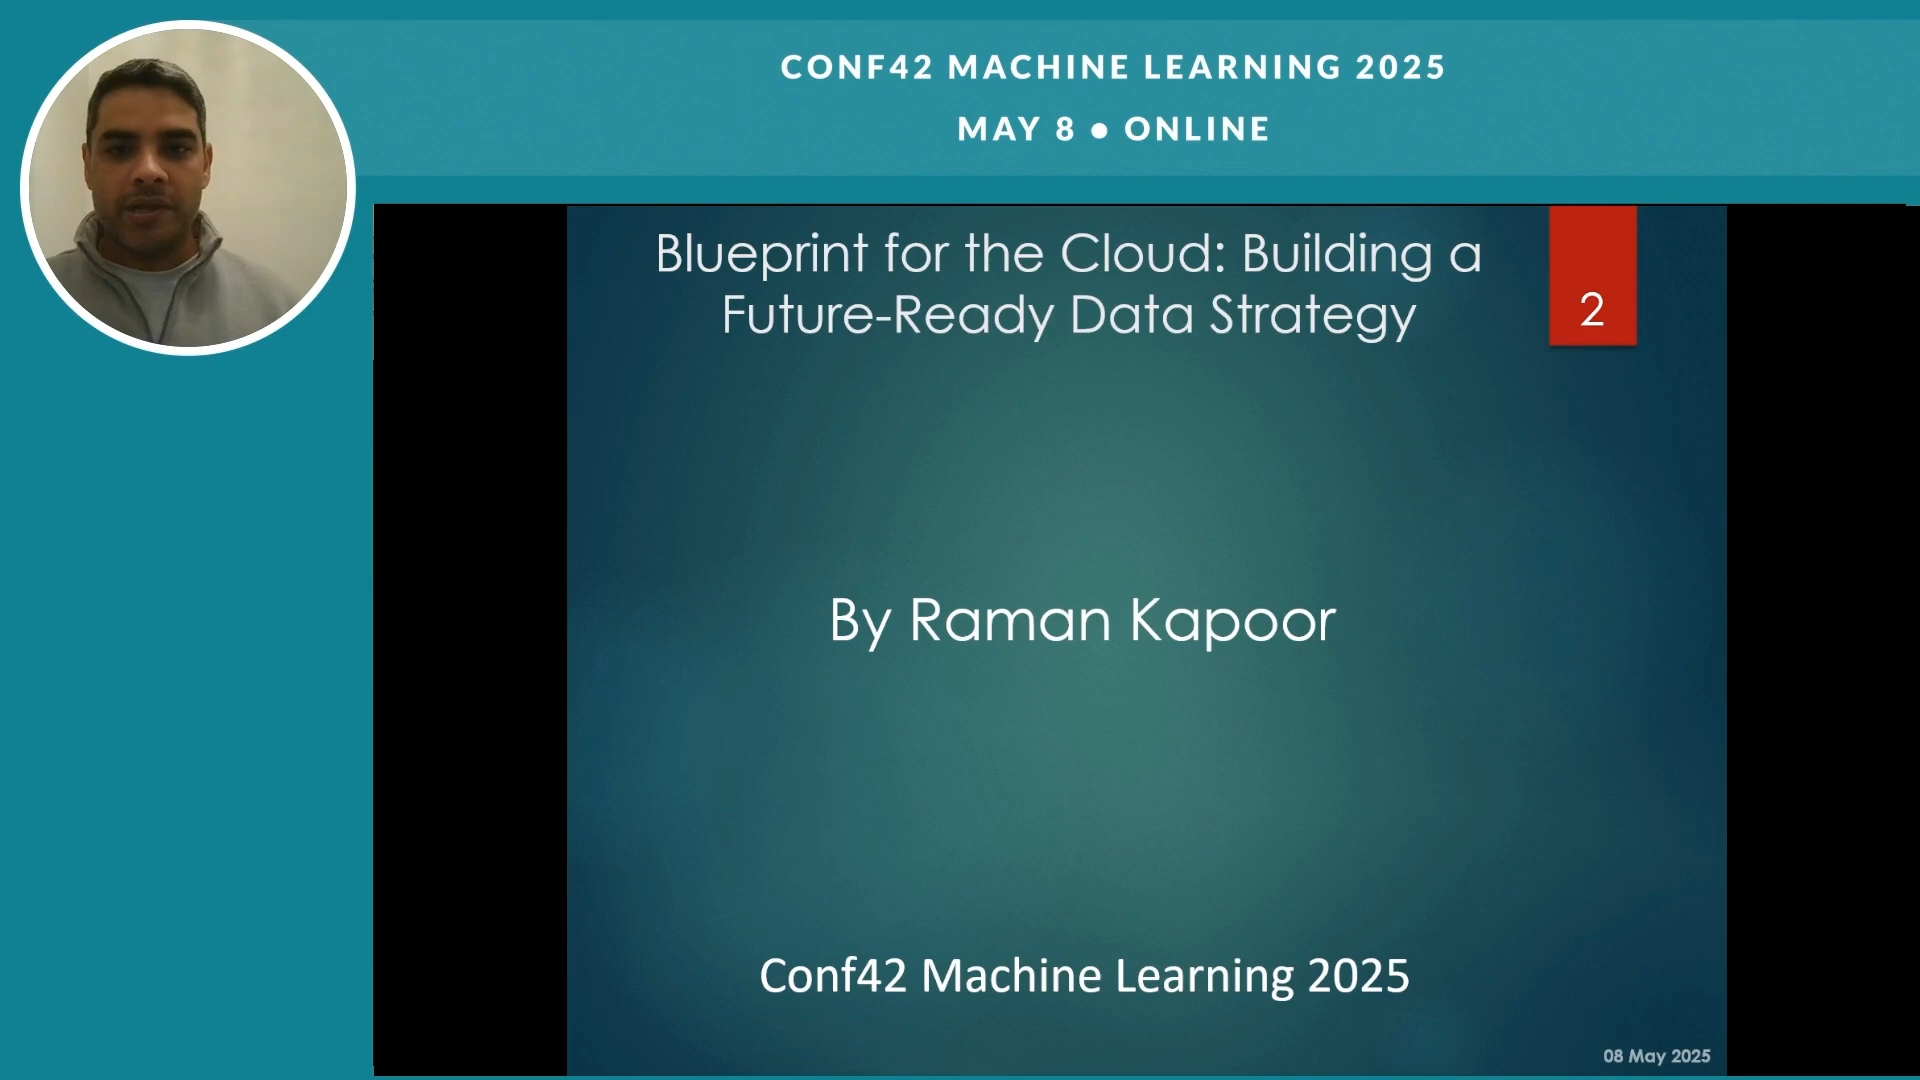 CONF42 MACHINE LEARNING 2025
MAY 8 ● ONLINE
Blueprint for the Cloud: Building a
Future-Ready Data Strategy
2
By Raman Kapoor
Conf42 Machine Learning 2025
08 May 2025